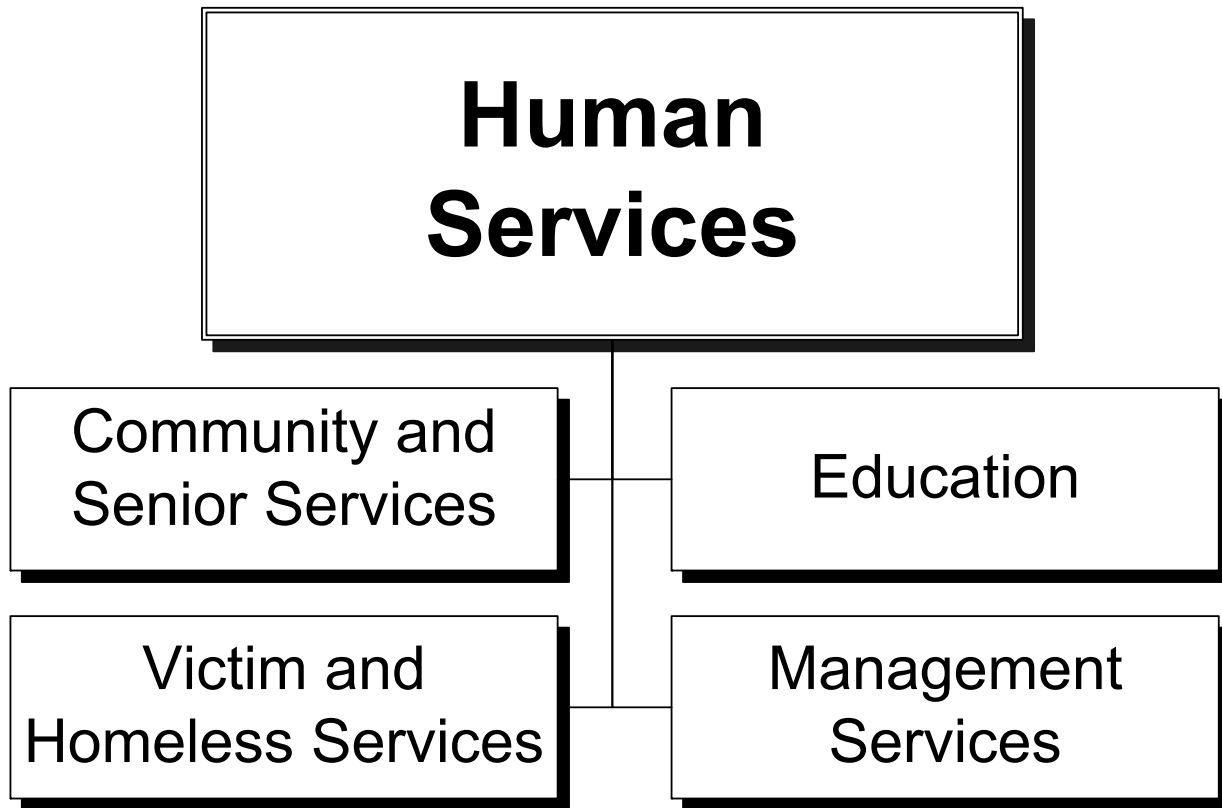 Human
Services
Community and
Senior Services
Education
Victim and
Homeless Services
Management
Services